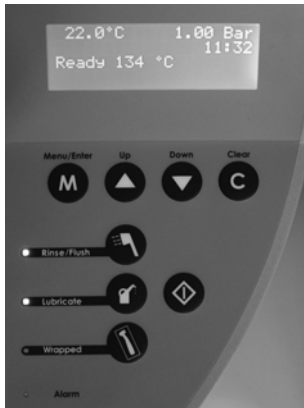 22.0°C 1.00 Bar
11:32
Ready 134 °C
Menu/Enter Up Down Clear
M C
Rinse/Flush
Lubricate
Wrapped
Alarm